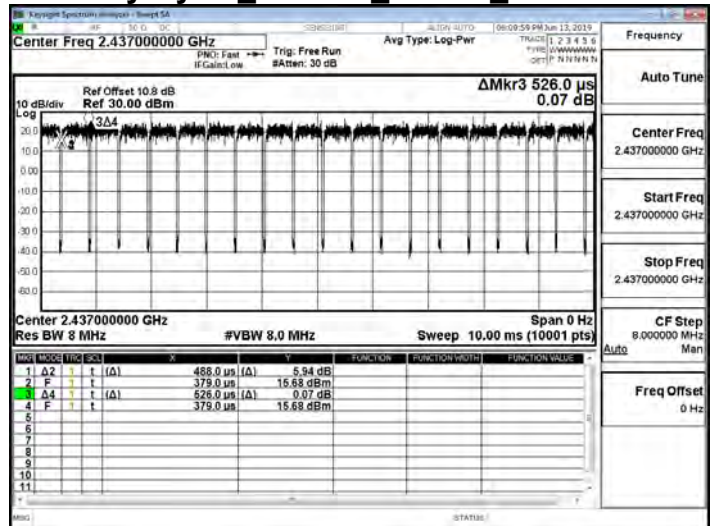 Keysight Spectrum Analyzer - Swept SA
RF 50 Ω DC SENSE:INT ALIGN AUTO 06:09:59 PM Jun 13, 2019
Center Freq 2.437000000 GHz
PNO: Fast
IFGain:Low
Trig: Free Run
#Atten: 30 dB
Avg Type: Log-Pwr
TRACE 1 2 3 4 5 6
TYPE WWWWWW
DET P N N N N N
Ref Offset 10.8 dB
Ref 30.00 dBm
10 dB/div
Log
ΔMkr3 526.0 µs
0.07 dB
3Δ4
20.0
10.0
0.00
-10.0
-20.0
-30.0
-40.0
-50.0
-60.0
Center 2.437000000 GHz Span 0 Hz
Res BW 8 MHz #VBW 8.0 MHz Sweep 10.00 ms (10001 pts)
MKR MODE TRC SCL X Y FUNCTION FUNCTION WIDTH FUNCTION VALUE
1 Δ2 1 t (Δ) 488.0 µs (Δ) 5.94 dB
2 F 1 t 379.0 µs 15.68 dBm
3 Δ4 1 t (Δ) 526.0 µs (Δ) 0.07 dB
4 F 1 t 379.0 µs 15.68 dBm
5
6
7
8
9
10
11
MSG STATUS
Frequency
Auto Tune
Center Freq
2.437000000 GHz
Start Freq
2.437000000 GHz
Stop Freq
2.437000000 GHz
CF Step
8.000000 MHz
Auto Man
Freq Offset
0 Hz